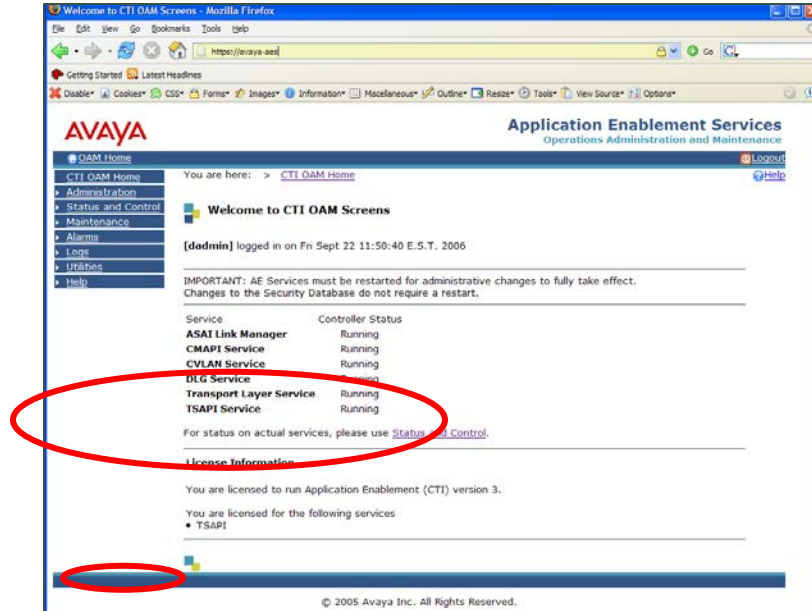 Welcome to CTI OAM Screens - Mozilla Firefox
File Edit View Go Bookmarks Tools Help
https://avaya-aes
Go
Getting Started Latest Headlines
Disable Cookies CSS Forms Images Information Miscellaneous Outline Resize Tools View Source Options
AVAYA
Application Enablement Services
Operations Administration and Maintenance
OAM Home
Logout
CTI OAM Home
Administration
Status and Control
Maintenance
Alarms
Logs
Utilities
Help
You are here: > CTI OAM Home
Help
Welcome to CTI OAM Screens
[dadmin] logged in on Fri Sept 22 11:50:40 E.S.T. 2006
IMPORTANT: AE Services must be restarted for administrative changes to fully take effect.
Changes to the Security Database do not require a restart.
Service Controller Status
ASAI Link Manager Running
CMAPI Service Running
CVLAN Service Running
DLG Service Running
Transport Layer Service Running
TSAPI Service Running
For status on actual services, please use Status and Control.
License Information
You are licensed to run Application Enablement (CTI) version 3.
You are licensed for the following services
• TSAPI
© 2005 Avaya Inc. All Rights Reserved.